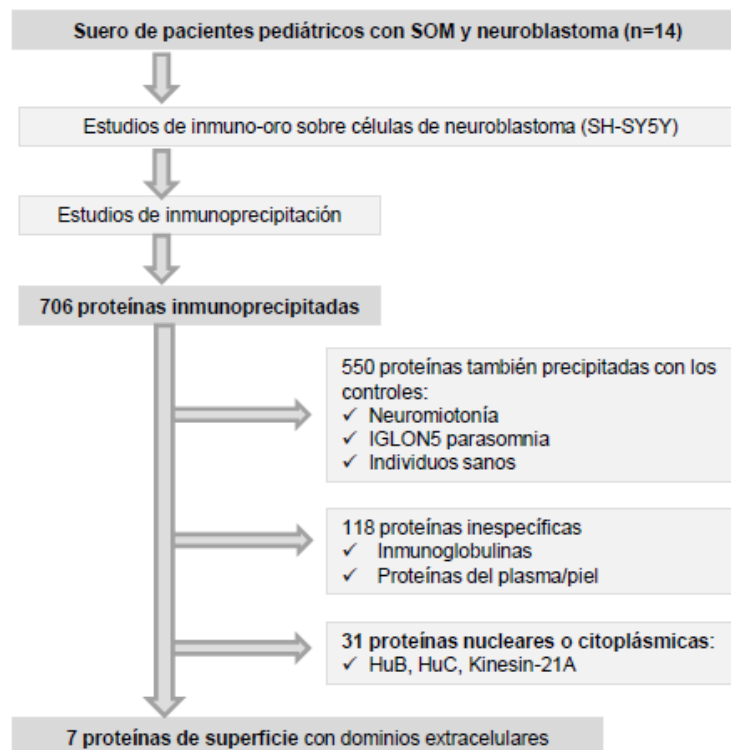 Suero de pacientes pediátricos con SOM y neuroblastoma (n=14)
Estudios de inmuno-oro sobre células de neuroblastoma (SH-SY5Y)
Estudios de inmunoprecipitación
706 proteínas inmunoprecipitadas
550 proteínas también precipitadas con los
controles:
✓ Neuromiotonía
✓ IGLON5 parasomnia
✓ Individuos sanos
118 proteínas inespecíficas
✓ Inmunoglobulinas
✓ Proteínas del plasma/piel
31 proteínas nucleares o citoplásmicas:
✓ HuB, HuC, Kinesin-21A
7 proteínas de superficie con dominios extracelulares